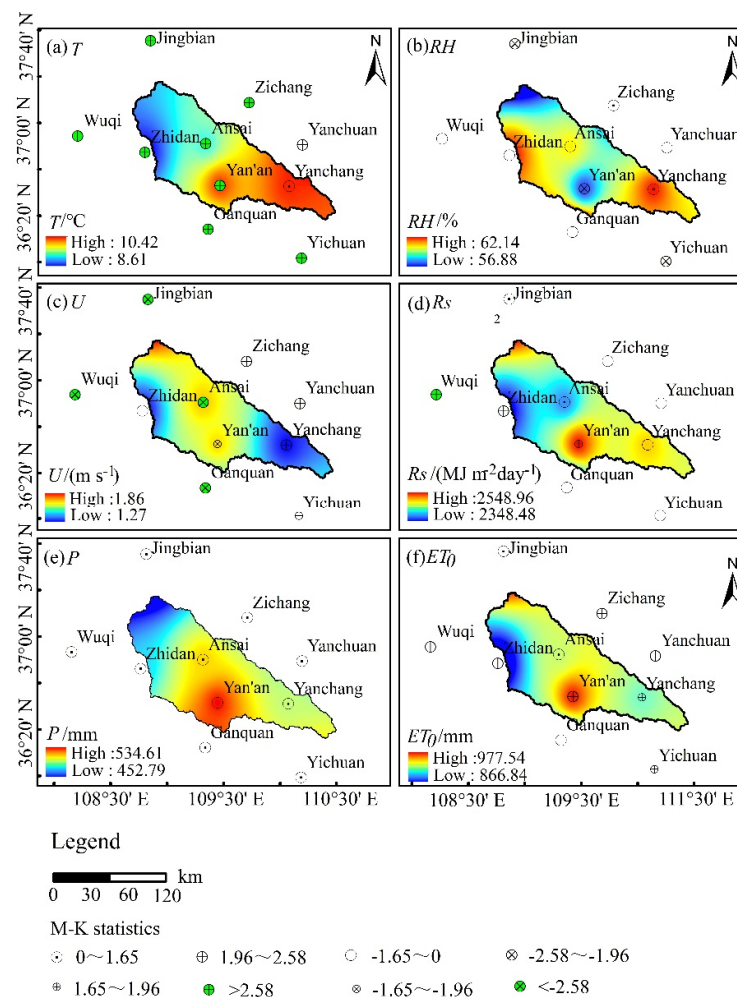 (a) T
Jingbian
Zichang
Wuqi
Zhidan
Ansai
Yanchuan
Yan'an
Yanchang
Ganquan
Yichuan
T/°C
High : 10.42
Low : 8.61
37°40' N
37°00' N
36°20' N
N
(b) RH
Jingbian
Zichang
Wuqi
Zhidan
Ansai
Yanchuan
Yan'an
Yanchang
Ganquan
Yichuan
RH/%
High : 62.14
Low : 56.88
N
(c) U
Jingbian
Zichang
Wuqi
Zhidan
Ansai
Yanchuan
Yan'an
Yanchang
Ganquan
Yichuan
U/(m s⁻¹)
High :1.86
Low : 1.27
37°40' N
37°00' N
36°20' N
(d) Rs
Jingbian
2
Zichang
Wuqi
Zhidan
Ansai
Yanchuan
Yan'an
Yanchang
Ganquan
Yichuan
Rs/(MJ m²day⁻¹)
High :2548.96
Low : 2348.48
(e) P
Jingbian
Zichang
Wuqi
Zhidan
Ansai
Yanchuan
Yan'an
Yanchang
Ganquan
Yichuan
P/mm
High : 534.61
Low : 452.79
37°40' N
37°00' N
36°20' N
108°30' E 109°30' E 110°30' E
(f) ET₀
Jingbian
Zichang
Wuqi
Zhidan
Ansai
Yanchuan
Yan'an
Yanchang
Ganquan
Yichuan
ET₀/mm
High :977.54
Low : 866.84
N
108°30' E 109°30' E 111°30' E
Legend
km
0 30 60 120
M-K statistics
0～1.65 1.96～2.58 -1.65～0 -2.58～-1.96
1.65～1.96 >2.58 -1.65～-1.96 <-2.58